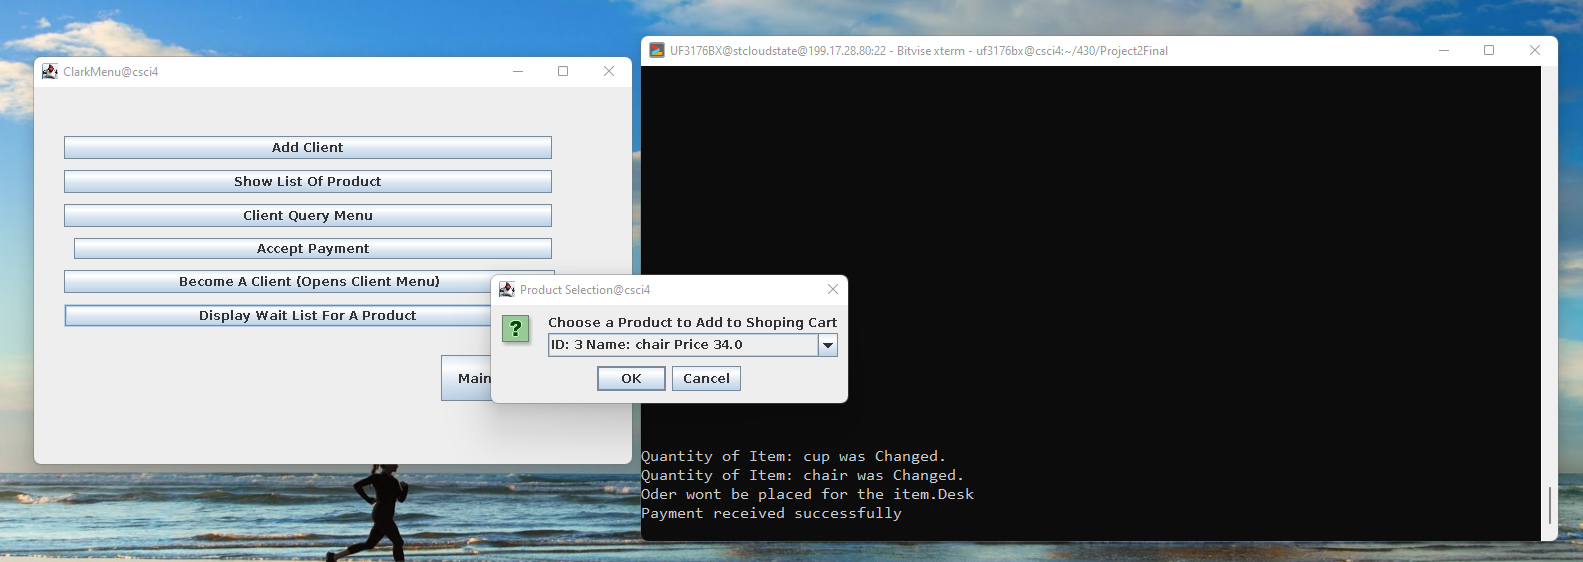 ClarkMenu@csci4
Add Client
Show List Of Product
Client Query Menu
Accept Payment
Become A Client (Opens Client Menu)
Display Wait List For A Product
Main
Product Selection@csci4
Choose a Product to Add to Shoping Cart
ID: 3 Name: chair Price 34.0
OK
Cancel
UF3176BX@stcloudstate@199.17.28.80:22 - Bitvise xterm - uf3176bx@csci4:~/430/Project2Final
Quantity of Item: cup was Changed.
Quantity of Item: chair was Changed.
Oder wont be placed for the item.Desk
Payment received successfully